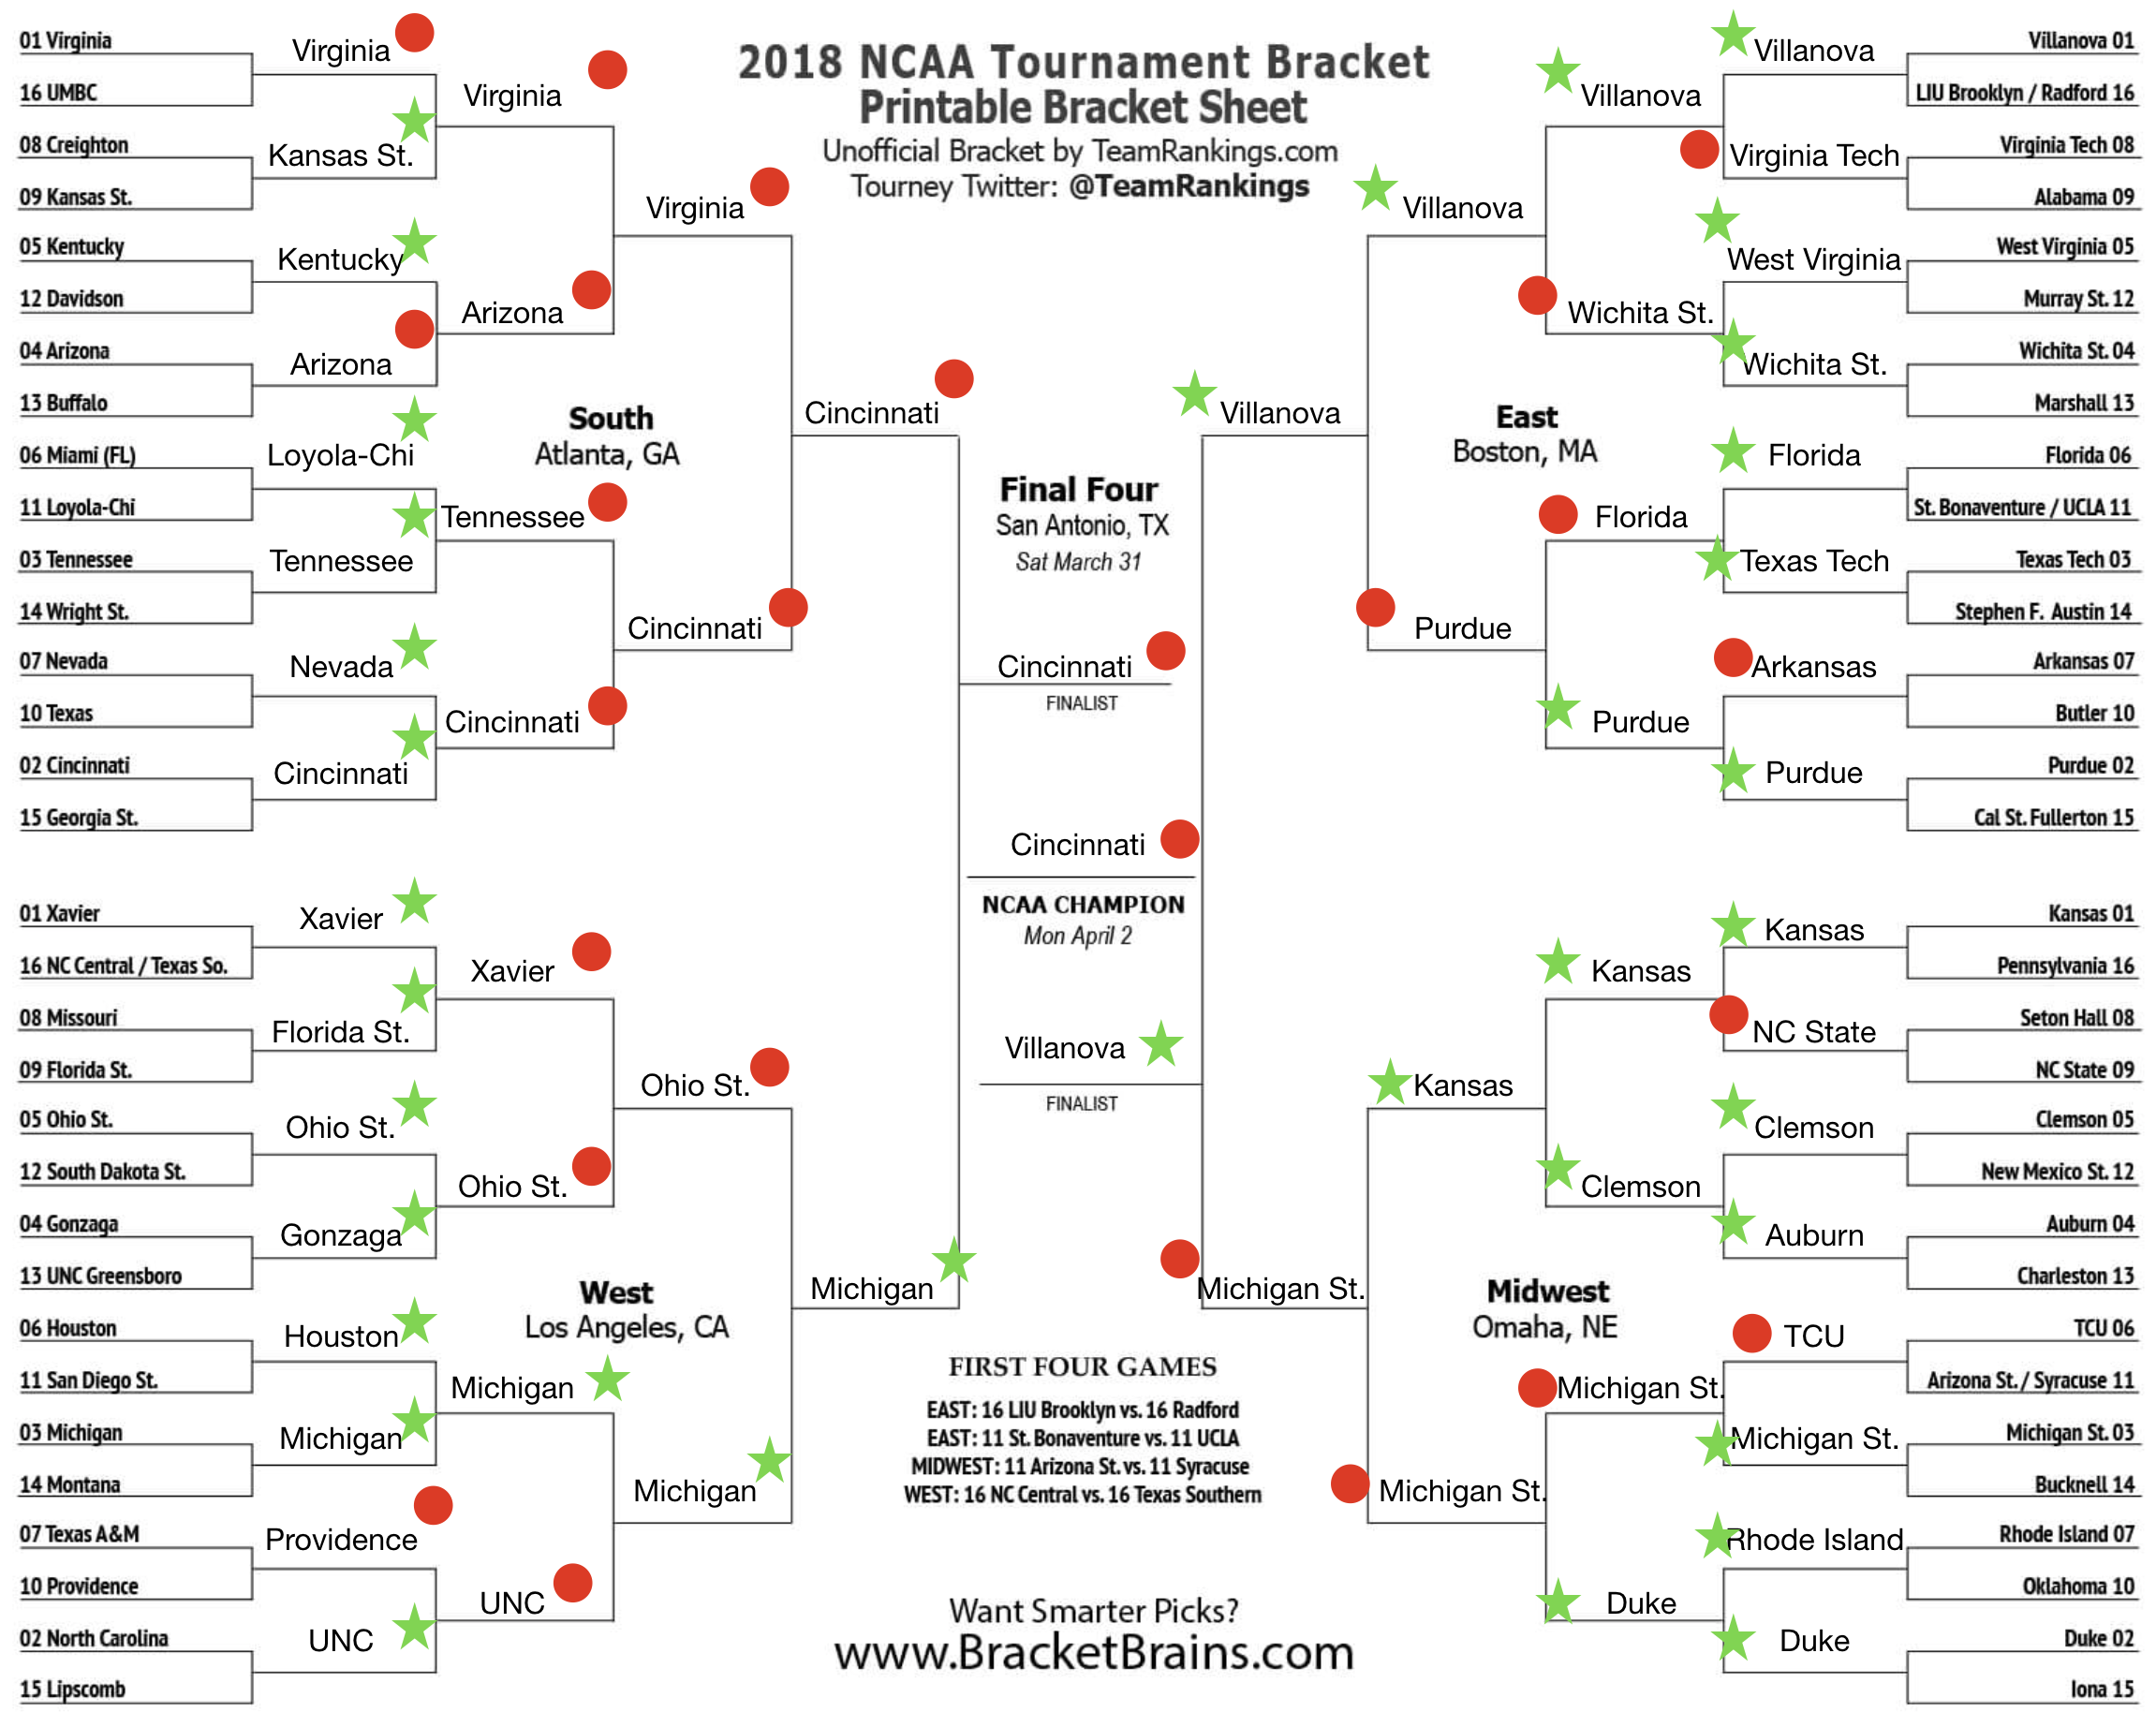 2018 NCAA Tournament Bracket
Printable Bracket Sheet
Unofficial Bracket by TeamRankings.com
Tourney Twitter: @TeamRankings
01 Virginia
16 UMBC
08 Creighton
09 Kansas St.
05 Kentucky
12 Davidson
04 Arizona
13 Buffalo
06 Miami (FL)
11 Loyola-Chi
03 Tennessee
14 Wright St.
07 Nevada
10 Texas
02 Cincinnati
15 Georgia St.
Virginia
Kansas St.
Kentucky
Arizona
Loyola-Chi
Tennessee
Nevada
Cincinnati
Virginia
Arizona
Tennessee
Cincinnati
Virginia
Cincinnati
Cincinnati
South
Atlanta, GA
01 Xavier
16 NC Central / Texas So.
08 Missouri
09 Florida St.
05 Ohio St.
12 South Dakota St.
04 Gonzaga
13 UNC Greensboro
06 Houston
11 San Diego St.
03 Michigan
14 Montana
07 Texas A&M
10 Providence
02 North Carolina
15 Lipscomb
Xavier
Florida St.
Ohio St.
Gonzaga
Houston
Michigan
Providence
UNC
Xavier
Ohio St.
Michigan
UNC
Ohio St.
Michigan
Michigan
West
Los Angeles, CA
Final Four
San Antonio, TX
Sat March 31
Cincinnati
FINALIST
Cincinnati
NCAA CHAMPION
Mon April 2
Villanova
FINALIST
Villanova 01
LIU Brooklyn / Radford 16
Virginia Tech 08
Alabama 09
West Virginia 05
Murray St. 12
Wichita St. 04
Marshall 13
Florida 06
St. Bonaventure / UCLA 11
Texas Tech 03
Stephen F. Austin 14
Arkansas 07
Butler 10
Purdue 02
Cal St. Fullerton 15
Villanova
Virginia Tech
West Virginia
Wichita St.
Florida
Texas Tech
Arkansas
Purdue
Villanova
Wichita St.
Florida
Purdue
Villanova
Purdue
Villanova
East
Boston, MA
Kansas 01
Pennsylvania 16
Seton Hall 08
NC State 09
Clemson 05
New Mexico St. 12
Auburn 04
Charleston 13
TCU 06
Arizona St. / Syracuse 11
Michigan St. 03
Bucknell 14
Rhode Island 07
Oklahoma 10
Duke 02
Iona 15
Kansas
NC State
Clemson
Auburn
TCU
Michigan St.
Rhode Island
Duke
Kansas
Clemson
Michigan St.
Duke
Kansas
Michigan St.
Michigan St.
Midwest
Omaha, NE
FIRST FOUR GAMES
EAST: 16 LIU Brooklyn vs. 16 Radford
EAST: 11 St. Bonaventure vs. 11 UCLA
MIDWEST: 11 Arizona St. vs. 11 Syracuse
WEST: 16 NC Central vs. 16 Texas Southern
Want Smarter Picks?
www.BracketBrains.com